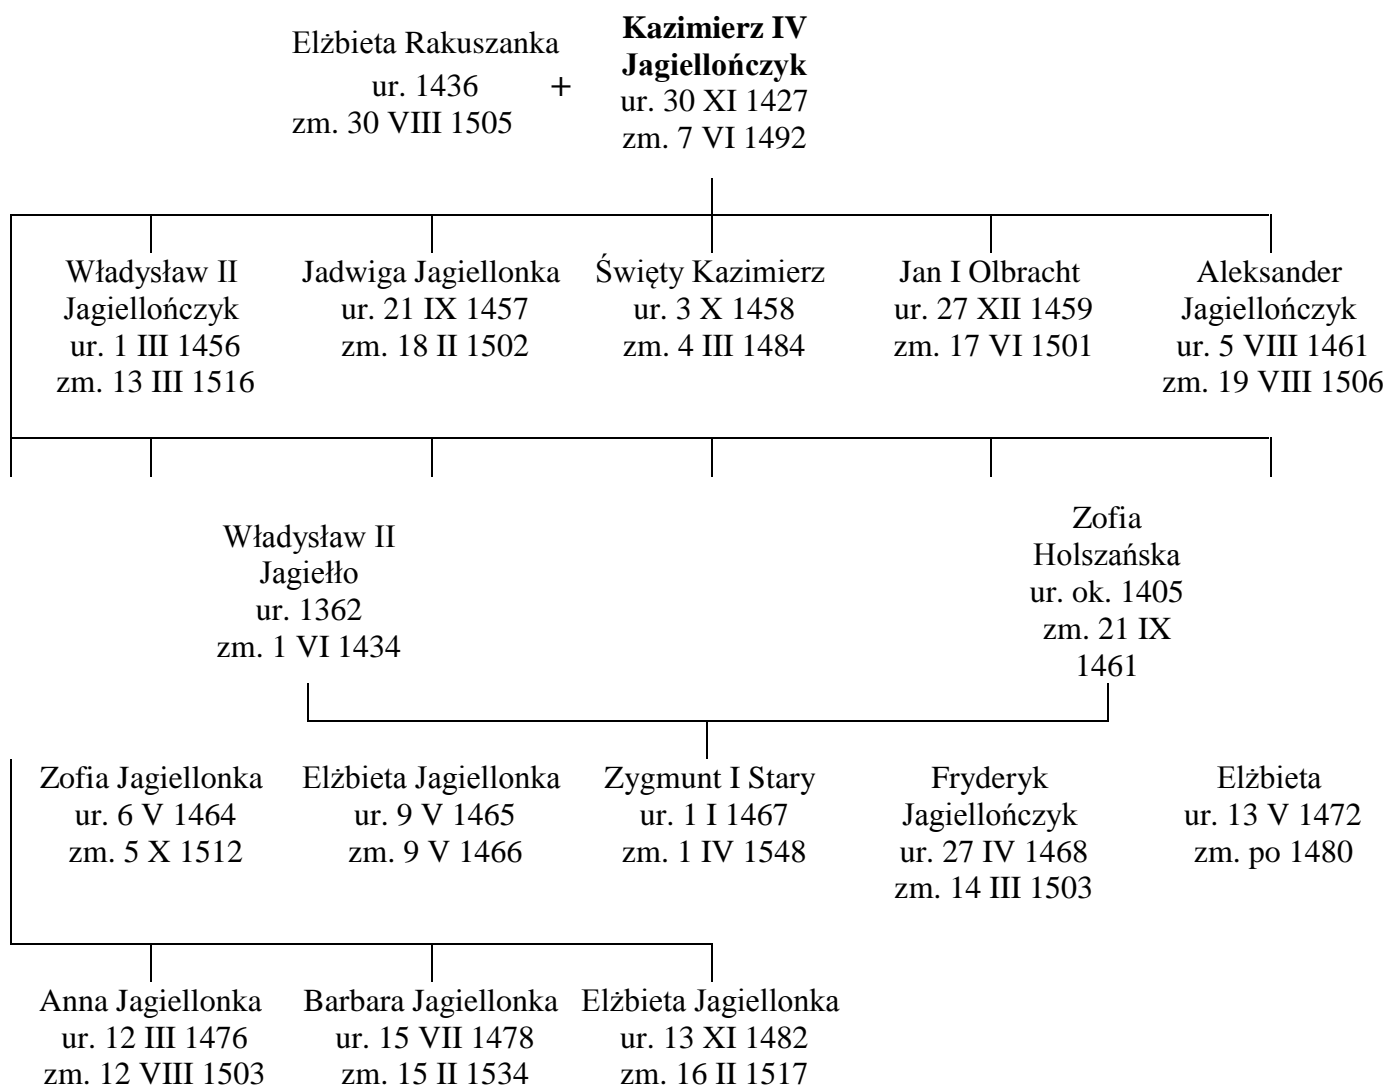 Elżbieta Rakuszanka
ur. 1436
zm. 30 VIII 1505
+
Kazimierz IV
Jagiellończyk
ur. 30 XI 1427
zm. 7 VI 1492
Władysław II
Jagiellończyk
ur. 1 III 1456
zm. 13 III 1516
Jadwiga Jagiellonka
ur. 21 IX 1457
zm. 18 II 1502
Święty Kazimierz
ur. 3 X 1458
zm. 4 III 1484
Jan I Olbracht
ur. 27 XII 1459
zm. 17 VI 1501
Aleksander
Jagiellończyk
ur. 5 VIII 1461
zm. 19 VIII 1506
Władysław II
Jagiełło
ur. 1362
zm. 1 VI 1434
Zofia
Holszańska
ur. ok. 1405
zm. 21 IX
1461
Zofia Jagiellonka
ur. 6 V 1464
zm. 5 X 1512
Elżbieta Jagiellonka
ur. 9 V 1465
zm. 9 V 1466
Zygmunt I Stary
ur. 1 I 1467
zm. 1 IV 1548
Fryderyk
Jagiellończyk
ur. 27 IV 1468
zm. 14 III 1503
Elżbieta
ur. 13 V 1472
zm. po 1480
Anna Jagiellonka
ur. 12 III 1476
zm. 12 VIII 1503
Barbara Jagiellonka
ur. 15 VII 1478
zm. 15 II 1534
Elżbieta Jagiellonka
ur. 13 XI 1482
zm. 16 II 1517